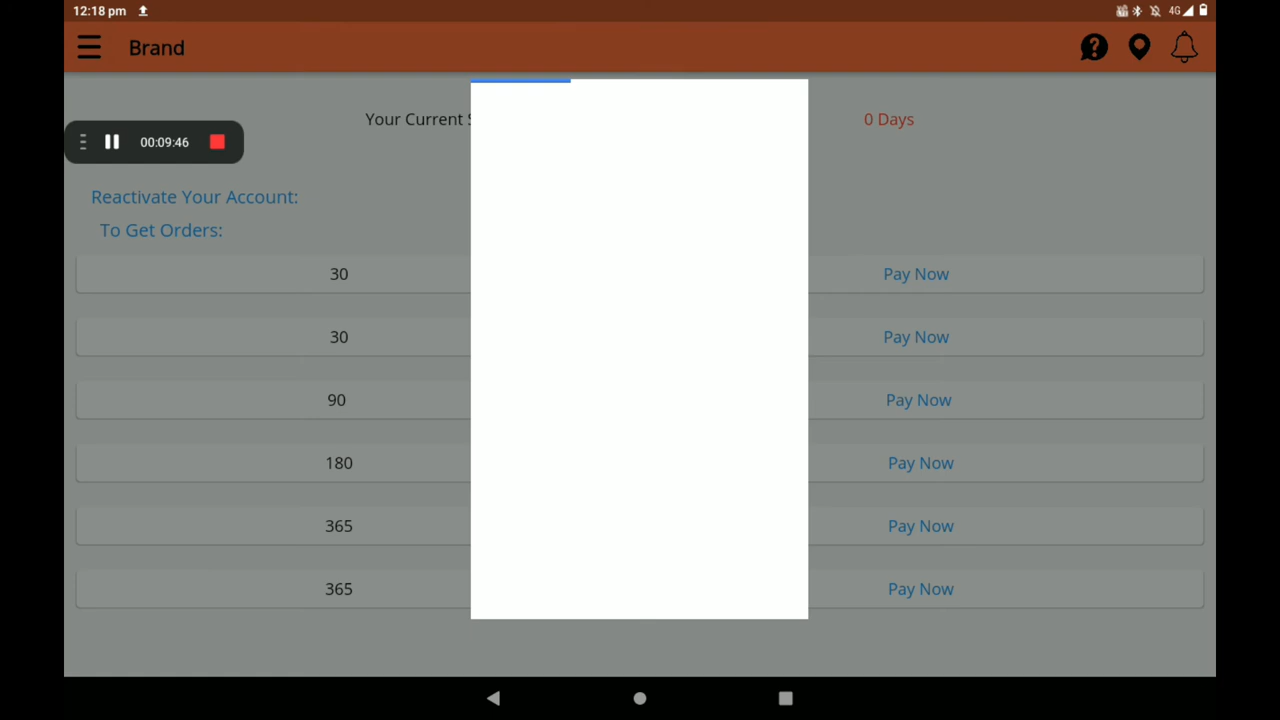 12:18 pm
4G
Brand
Your Current
0 Days
00:09:46
Reactivate Your Account:
To Get Orders:
30 Pay Now
30 Pay Now
90 Pay Now
180 Pay Now
365 Pay Now
365 Pay Now